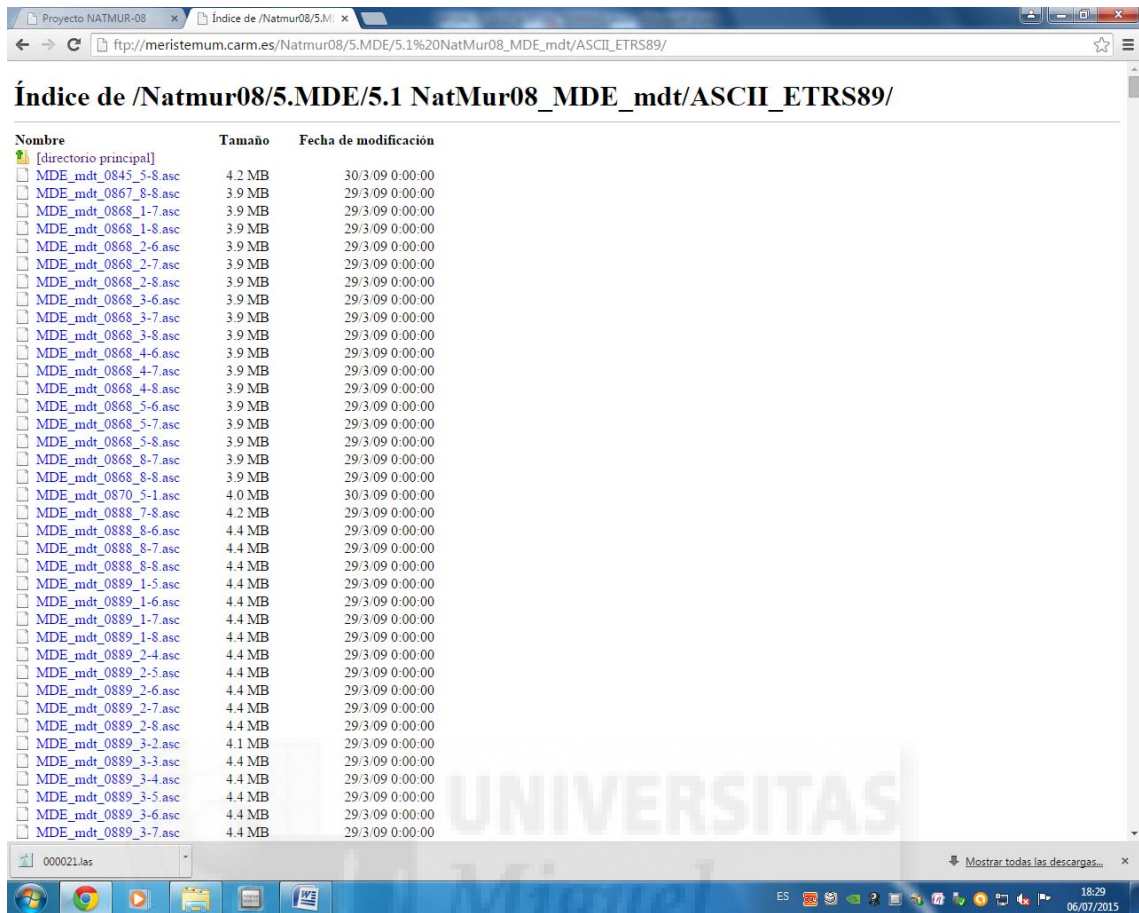 Proyecto NATMUR-08
Índice de /Natmur08/5.M
ftp://meristemum.carm.es/Natmur08/5.MDE/5.1%20NatMur08_MDE_mdt/ASCII_ETRS89/
Índice de /Natmur08/5.MDE/5.1 NatMur08_MDE_mdt/ASCII_ETRS89/
Nombre Tamaño Fecha de modificación
[directorio principal]
MDE_mdt_0845_5-8.asc 4.2 MB 30/3/09 0:00:00
MDE_mdt_0867_8-8.asc 3.9 MB 29/3/09 0:00:00
MDE_mdt_0868_1-7.asc 3.9 MB 29/3/09 0:00:00
MDE_mdt_0868_1-8.asc 3.9 MB 29/3/09 0:00:00
MDE_mdt_0868_2-6.asc 3.9 MB 29/3/09 0:00:00
MDE_mdt_0868_2-7.asc 3.9 MB 29/3/09 0:00:00
MDE_mdt_0868_2-8.asc 3.9 MB 29/3/09 0:00:00
MDE_mdt_0868_3-6.asc 3.9 MB 29/3/09 0:00:00
MDE_mdt_0868_3-7.asc 3.9 MB 29/3/09 0:00:00
MDE_mdt_0868_3-8.asc 3.9 MB 29/3/09 0:00:00
MDE_mdt_0868_4-6.asc 3.9 MB 29/3/09 0:00:00
MDE_mdt_0868_4-7.asc 3.9 MB 29/3/09 0:00:00
MDE_mdt_0868_4-8.asc 3.9 MB 29/3/09 0:00:00
MDE_mdt_0868_5-6.asc 3.9 MB 29/3/09 0:00:00
MDE_mdt_0868_5-7.asc 3.9 MB 29/3/09 0:00:00
MDE_mdt_0868_5-8.asc 3.9 MB 29/3/09 0:00:00
MDE_mdt_0868_8-7.asc 3.9 MB 29/3/09 0:00:00
MDE_mdt_0868_8-8.asc 3.9 MB 29/3/09 0:00:00
MDE_mdt_0870_5-1.asc 4.0 MB 30/3/09 0:00:00
MDE_mdt_0888_7-8.asc 4.2 MB 29/3/09 0:00:00
MDE_mdt_0888_8-6.asc 4.4 MB 29/3/09 0:00:00
MDE_mdt_0888_8-7.asc 4.4 MB 29/3/09 0:00:00
MDE_mdt_0888_8-8.asc 4.4 MB 29/3/09 0:00:00
MDE_mdt_0889_1-5.asc 4.4 MB 29/3/09 0:00:00
MDE_mdt_0889_1-6.asc 4.4 MB 29/3/09 0:00:00
MDE_mdt_0889_1-7.asc 4.4 MB 29/3/09 0:00:00
MDE_mdt_0889_1-8.asc 4.4 MB 29/3/09 0:00:00
MDE_mdt_0889_2-4.asc 4.4 MB 29/3/09 0:00:00
MDE_mdt_0889_2-5.asc 4.4 MB 29/3/09 0:00:00
MDE_mdt_0889_2-6.asc 4.4 MB 29/3/09 0:00:00
MDE_mdt_0889_2-7.asc 4.4 MB 29/3/09 0:00:00
MDE_mdt_0889_2-8.asc 4.4 MB 29/3/09 0:00:00
MDE_mdt_0889_3-2.asc 4.1 MB 29/3/09 0:00:00
MDE_mdt_0889_3-3.asc 4.4 MB 29/3/09 0:00:00
MDE_mdt_0889_3-4.asc 4.4 MB 29/3/09 0:00:00
MDE_mdt_0889_3-5.asc 4.4 MB 29/3/09 0:00:00
MDE_mdt_0889_3-6.asc 4.4 MB 29/3/09 0:00:00
MDE_mdt_0889_3-7.asc 4.4 MB 29/3/09 0:00:00
UNIVERSITAS
Miguel
000021.las
Mostrar todas las descargas...
ES
18:29
06/07/2015